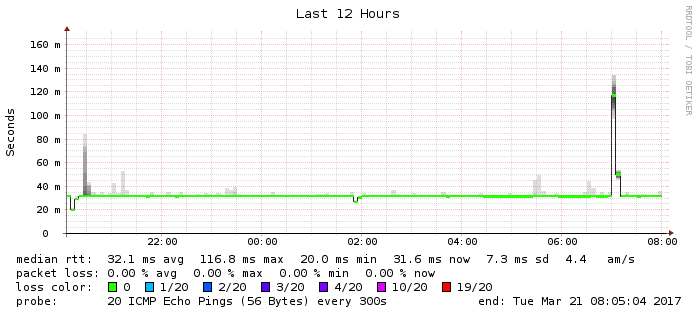 Last 12 Hours
RRDTOOL / TOBI OETIKER
Seconds
160 m
140 m
120 m
100 m
80 m
60 m
40 m
20 m
0
22:00 00:00 02:00 04:00 06:00 08:00
median rtt: 32.1 ms avg 116.8 ms max 20.0 ms min 31.6 ms now 7.3 ms sd 4.4 am/s
packet loss: 0.00 % avg 0.00 % max 0.00 % min 0.00 % now
loss color: 0 1/20 2/20 3/20 4/20 10/20 19/20
probe: 20 ICMP Echo Pings (56 Bytes) every 300s end: Tue Mar 21 08:05:04 2017